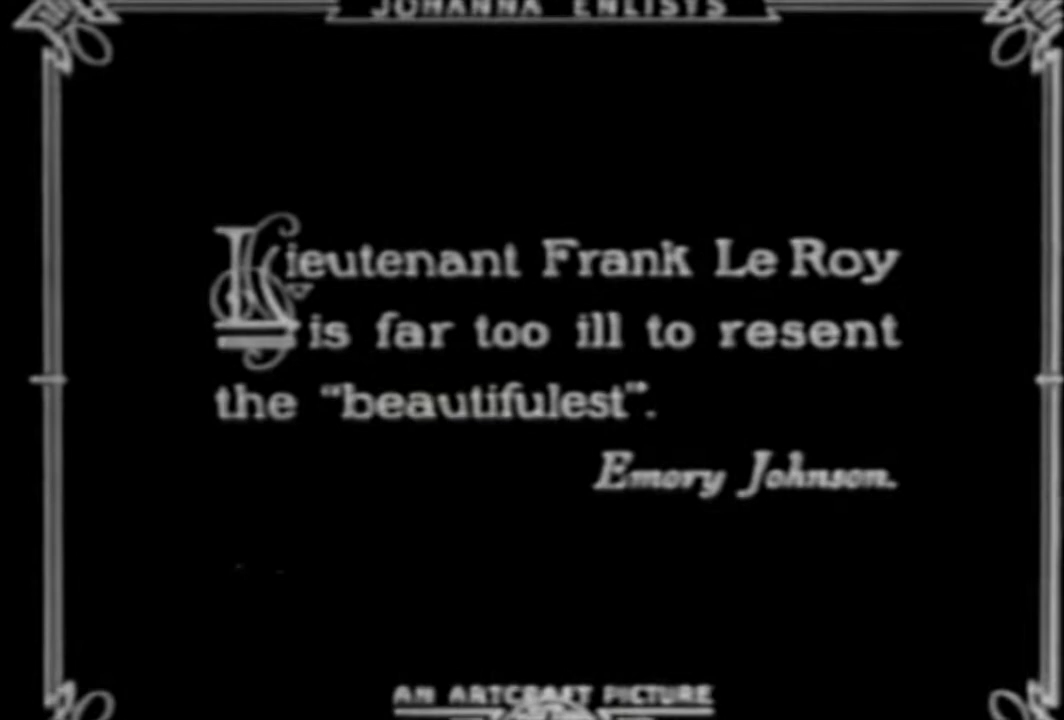 JOHANNA ENLISTS
Lieutenant Frank Le Roy
is far too ill to resent
the "beautifulest".
Emory Johnson.
AN ARTCRAFT PICTURE